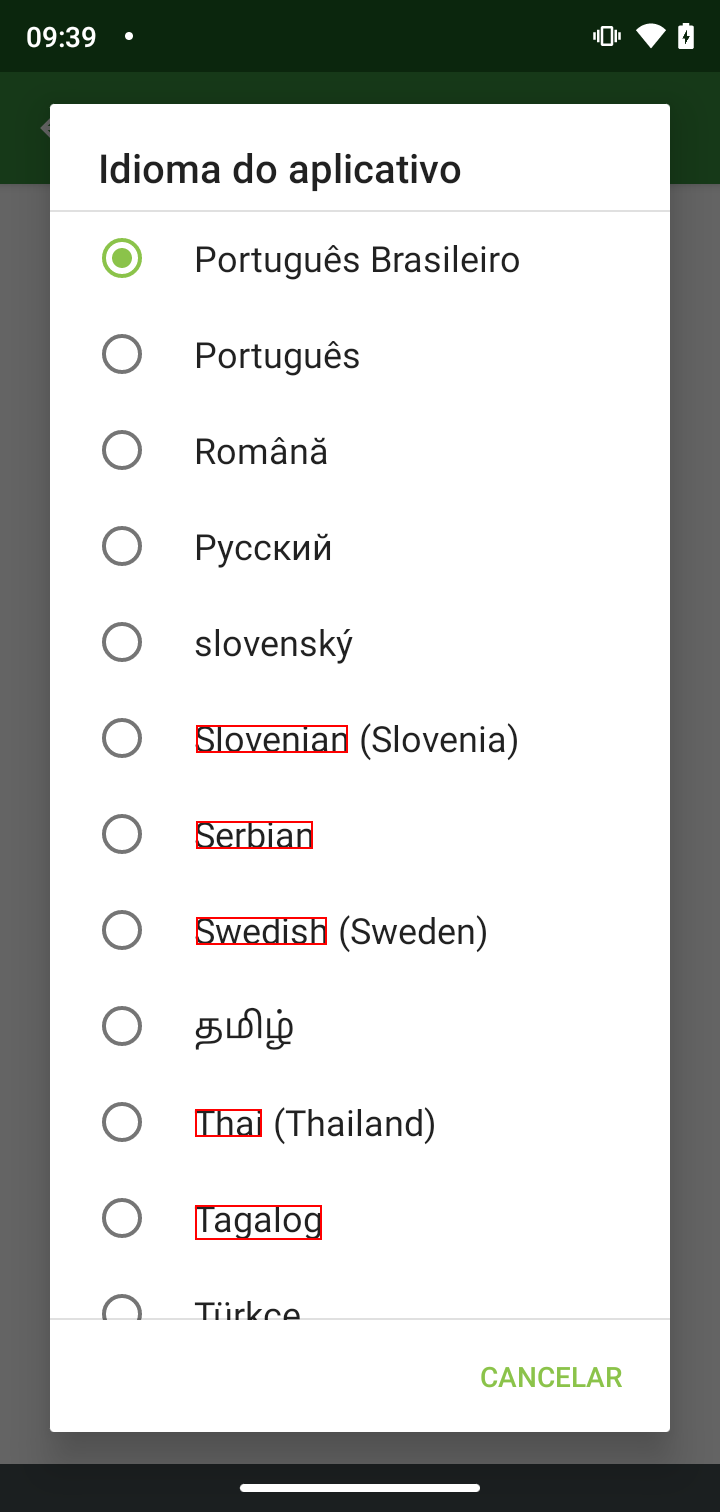 09:39
Idioma do aplicativo
Português Brasileiro
Português
Română
Русский
slovenský
Slovenian (Slovenia)
Serbian
Swedish (Sweden)
தமிழ்
Thai (Thailand)
Tagalog
Türkçe
CANCELAR